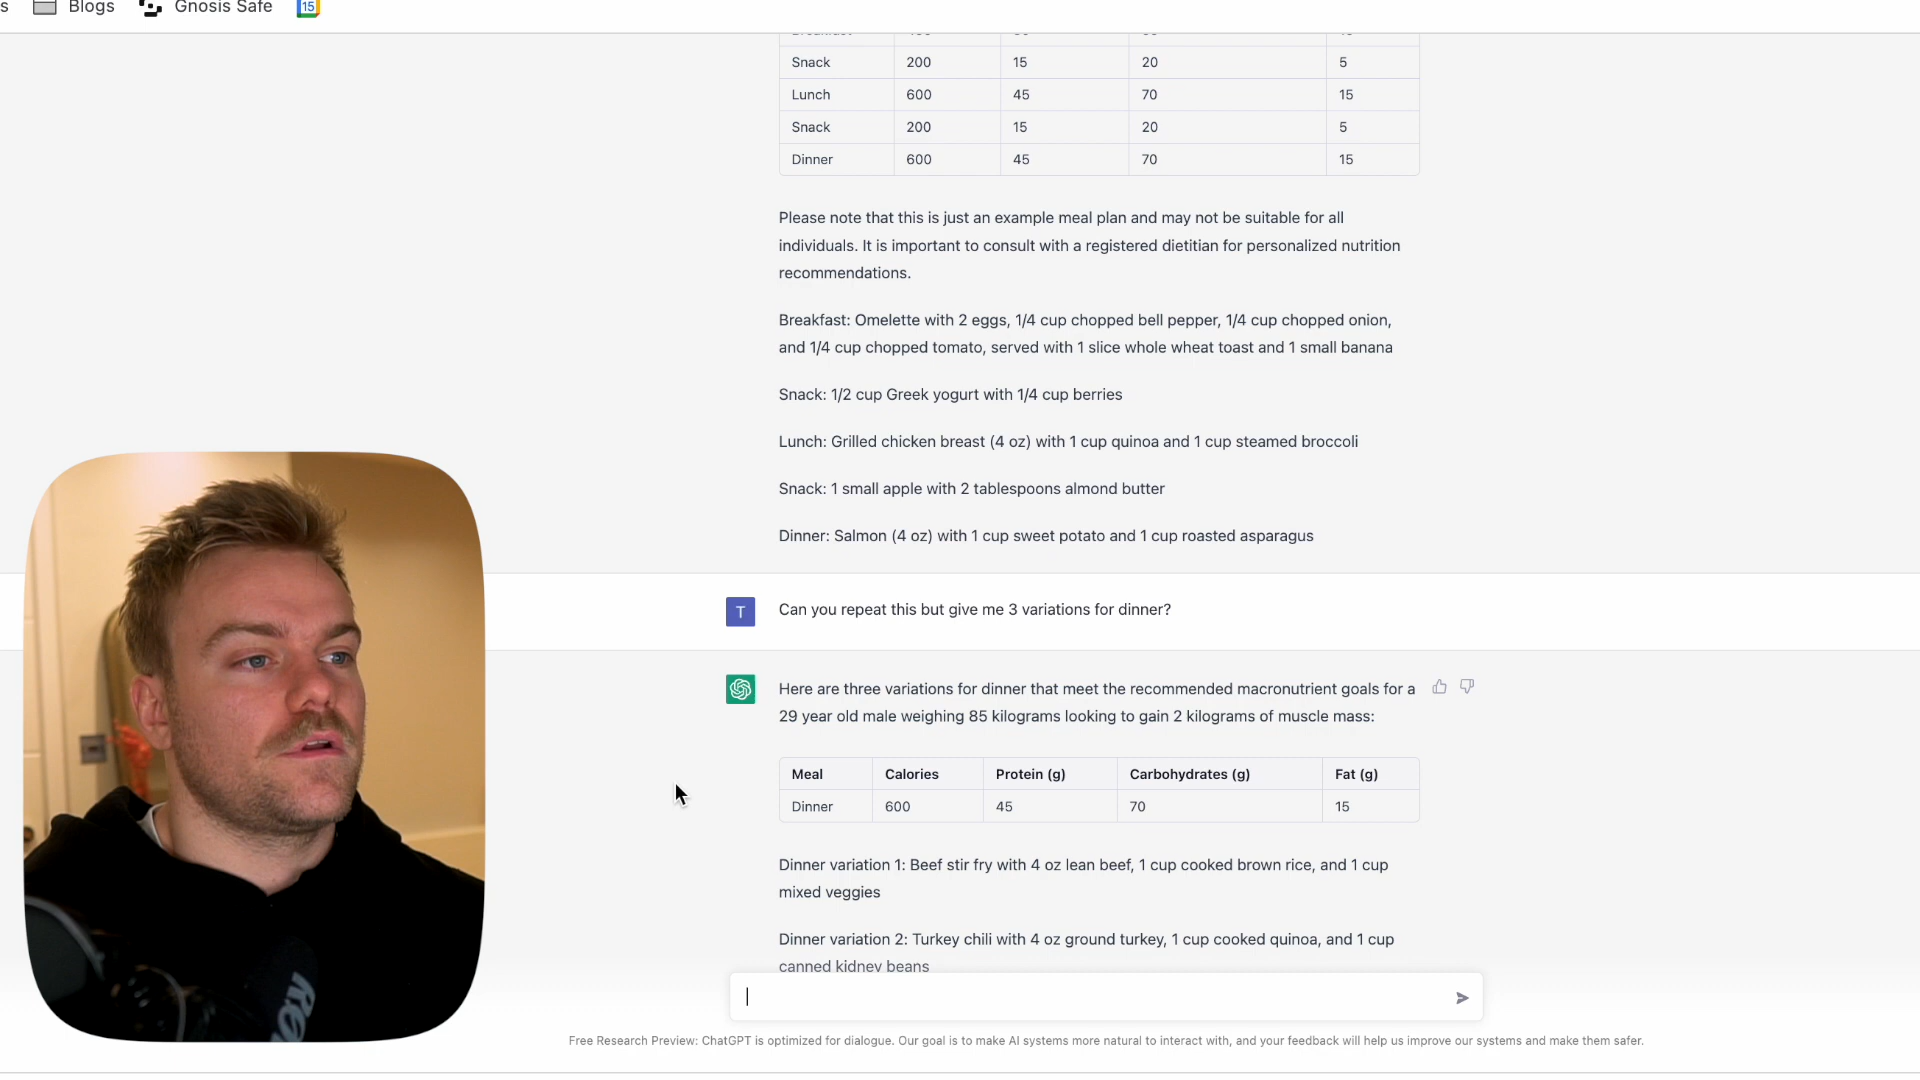 s Blogs Gnosis Safe 15
Snack 200 15 20 5
Lunch 600 45 70 15
Snack 200 15 20 5
Dinner 600 45 70 15
Please note that this is just an example meal plan and may not be suitable for all
individuals. It is important to consult with a registered dietitian for personalized nutrition
recommendations.
Breakfast: Omelette with 2 eggs, 1/4 cup chopped bell pepper, 1/4 cup chopped onion,
and 1/4 cup chopped tomato, served with 1 slice whole wheat toast and 1 small banana
Snack: 1/2 cup Greek yogurt with 1/4 cup berries
Lunch: Grilled chicken breast (4 oz) with 1 cup quinoa and 1 cup steamed broccoli
Snack: 1 small apple with 2 tablespoons almond butter
Dinner: Salmon (4 oz) with 1 cup sweet potato and 1 cup roasted asparagus
T Can you repeat this but give me 3 variations for dinner?
Here are three variations for dinner that meet the recommended macronutrient goals for a
29 year old male weighing 85 kilograms looking to gain 2 kilograms of muscle mass:
Meal Calories Protein (g) Carbohydrates (g) Fat (g)
Dinner 600 45 70 15
Dinner variation 1: Beef stir fry with 4 oz lean beef, 1 cup cooked brown rice, and 1 cup
mixed veggies
Dinner variation 2: Turkey chili with 4 oz ground turkey, 1 cup cooked quinoa, and 1 cup
canned kidney beans
Free Research Preview: ChatGPT is optimized for dialogue. Our goal is to make AI systems more natural to interact with, and your feedback will help us improve our systems and make them safer.